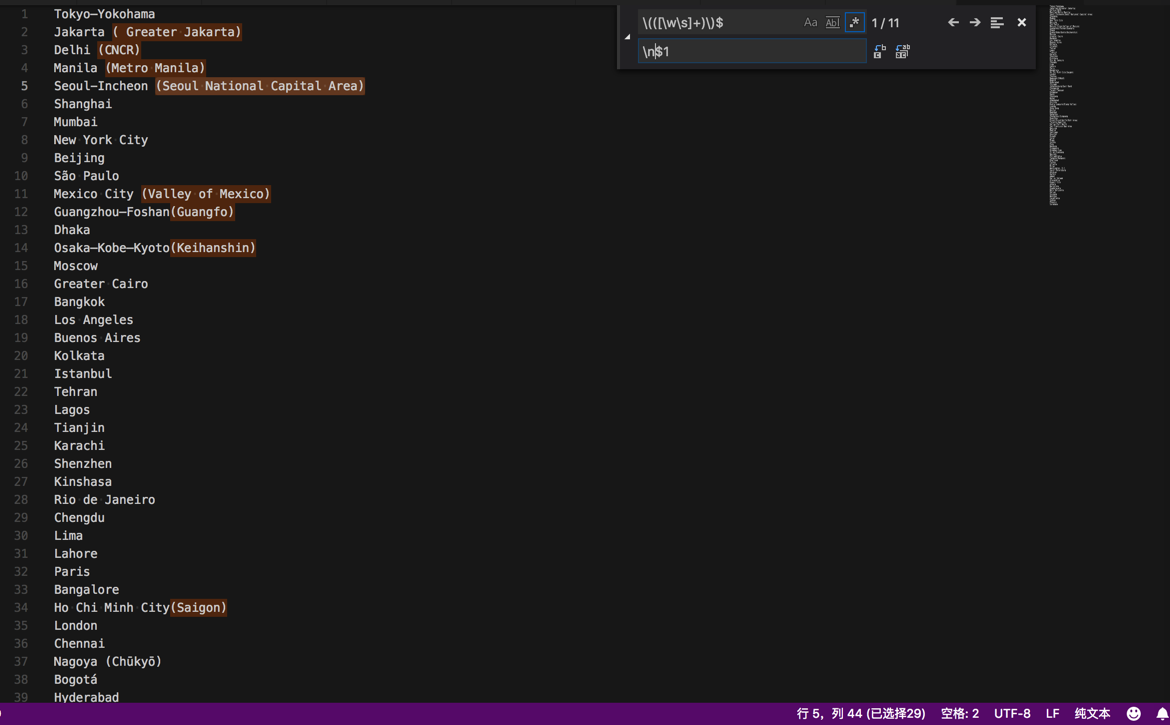 1 Tokyo–Yokohama
2 Jakarta ( Greater Jakarta)
3 Delhi (CNCR)
4 Manila (Metro Manila)
5 Seoul-Incheon (Seoul National Capital Area)
6 Shanghai
7 Mumbai
8 New York City
9 Beijing
10 São Paulo
11 Mexico City (Valley of Mexico)
12 Guangzhou–Foshan(Guangfo)
13 Dhaka
14 Osaka–Kobe–Kyoto(Keihanshin)
15 Moscow
16 Greater Cairo
17 Bangkok
18 Los Angeles
19 Buenos Aires
20 Kolkata
21 Istanbul
22 Tehran
23 Lagos
24 Tianjin
25 Karachi
26 Shenzhen
27 Kinshasa
28 Rio de Janeiro
29 Chengdu
30 Lima
31 Lahore
32 Paris
33 Bangalore
34 Ho Chi Minh City(Saigon)
35 London
36 Chennai
37 Nagoya (Chūkyō)
38 Bogotá
39 Hyderabad
\(([\w\s]+)\)$ Aa Abl .* 1 / 11
\n$1
行 5，列 44 (已选择29) 空格: 2 UTF-8 LF 纯文本